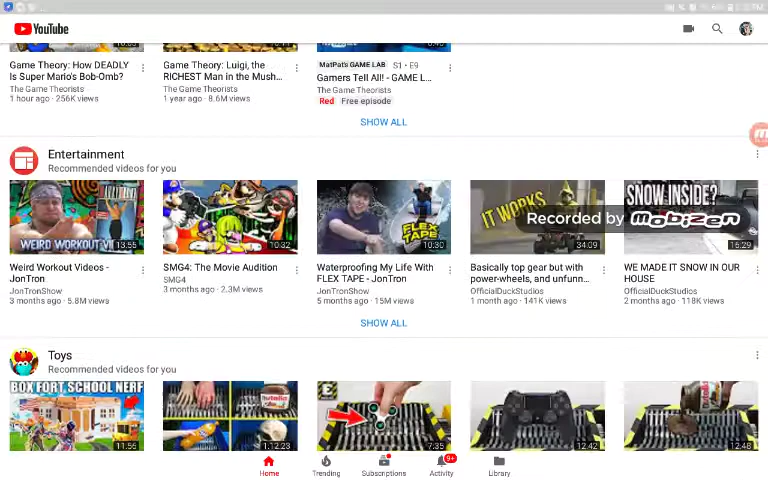 YouTube
Game Theory: How DEADLY
Is Super Mario's Bob-Omb?
The Game Theorists
1 hour ago · 256K views
Game Theory: Luigi, the
RICHEST Man in the Mush...
The Game Theorists
1 year ago · 8.6M views
MatPat's GAME LAB S1 • E9
Gamers Tell All! - GAME L...
The Game Theorists
Red Free episode
SHOW ALL
Entertainment
Recommended videos for you
WEIRD WORKOUT VI
13:55
10:32
FLEX
TAPE
10:30
IT WORKS
34:09
SNOW INSIDE?
15:29
Recorded by mobizen
Weird Workout Videos -
JonTron
JonTronShow
3 months ago · 5.8M views
SMG4: The Movie Audition
SMG4
3 months ago · 2.3M views
Waterproofing My Life With
FLEX TAPE - JonTron
JonTronShow
5 months ago · 15M views
Basically top gear but with
power-wheels, and unfunn...
OfficialDuckStudios
1 month ago · 141K views
WE MADE IT SNOW IN OUR
HOUSE
OfficialDuckStudios
2 months ago · 118K views
SHOW ALL
Toys
Recommended videos for you
BOX FORT SCHOOL NERF
11:56
nutella
1:12:23
7:35
12:42
12:48
Home
Trending
Subscriptions
Activity
9+
Library